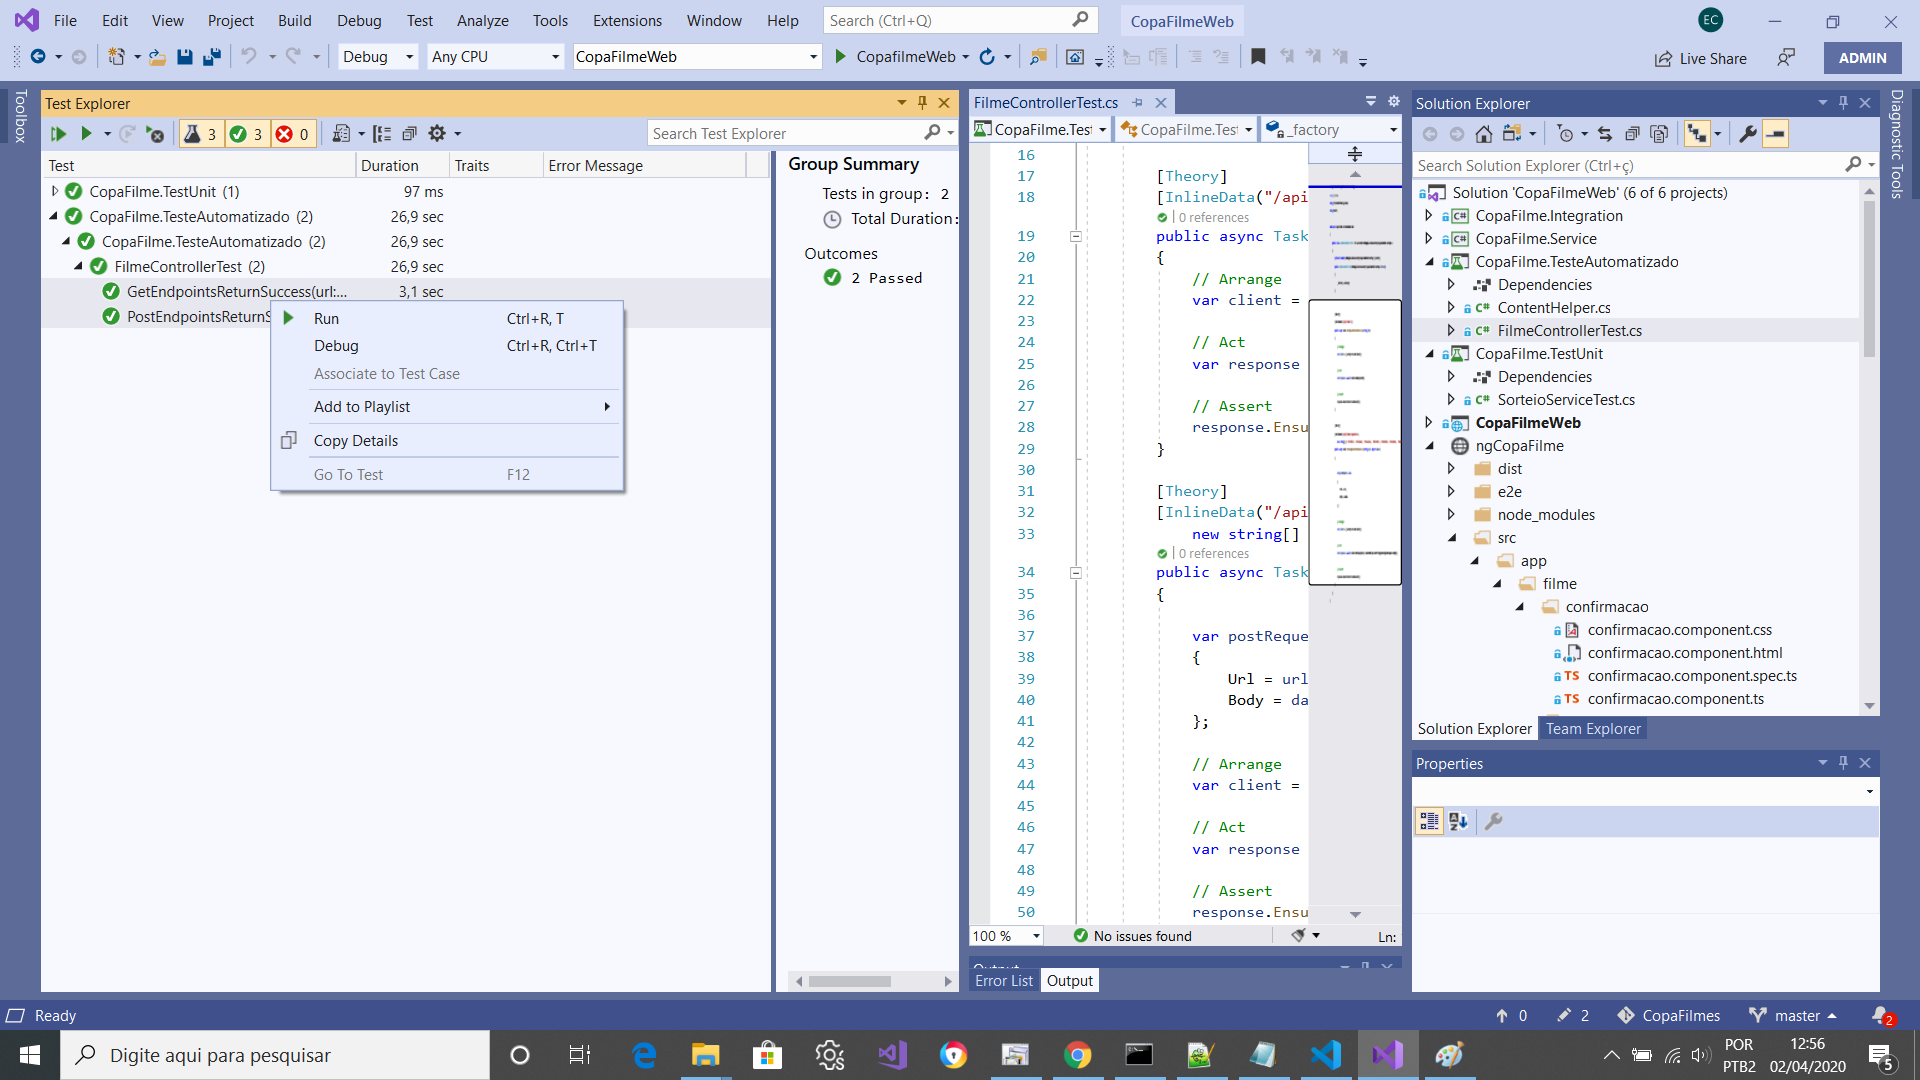 File Edit View Project Build Debug Test Analyze Tools Extensions Window Help Search (Ctrl+Q) CopaFilmeWeb EC
Debug Any CPU CopaFilmeWeb CopafilmeWeb Live Share ADMIN
Toolbox
Test Explorer
3 3 0 Search Test Explorer
Test Duration Traits Error Message
CopaFilme.TestUnit (1) 97 ms
CopaFilme.TesteAutomatizado (2) 26,9 sec
CopaFilme.TesteAutomatizado (2) 26,9 sec
FilmeControllerTest (2) 26,9 sec
GetEndpointsReturnSuccess(url:... 3,1 sec
PostEndpointsReturnS
Run Ctrl+R, T
Debug Ctrl+R, Ctrl+T
Associate to Test Case
Add to Playlist
Copy Details
Go To Test F12
Group Summary
Tests in group: 2
Total Duration:
Outcomes
2 Passed
FilmeControllerTest.cs
CopaFilme.Tes CopaFilme.Tes _factory
16
17 [Theory]
18 [InlineData("/api
0 references
19 public async Task
20 {
21 // Arrange
22 var client =
23
24 // Act
25 var response
26
27 // Assert
28 response.Ensu
29 }
30
31 [Theory]
32 [InlineData("/api
33 new string[]
0 references
34 public async Task
35 {
36
37 var postReque
38 {
39 Url = url
40 Body = da
41 };
42
43 // Arrange
44 var client =
45
46 // Act
47 var response
48
49 // Assert
50 response.Ensu
100 % No issues found Ln:
Output
Error List Output
Solution Explorer
Search Solution Explorer (Ctrl+ç)
Solution 'CopaFilmeWeb' (6 of 6 projects)
CopaFilme.Integration
CopaFilme.Service
CopaFilme.TesteAutomatizado
Dependencies
ContentHelper.cs
FilmeControllerTest.cs
CopaFilme.TestUnit
Dependencies
SorteioServiceTest.cs
CopaFilmeWeb
ngCopaFilme
dist
e2e
node_modules
src
app
filme
confirmacao
confirmacao.component.css
confirmacao.component.html
confirmacao.component.spec.ts
confirmacao.component.ts
Solution Explorer Team Explorer
Properties
Diagnostic Tools
Ready 0 2 CopaFilmes master 2
Digite aqui para pesquisar
POR
PTB2
12:56
02/04/2020
5